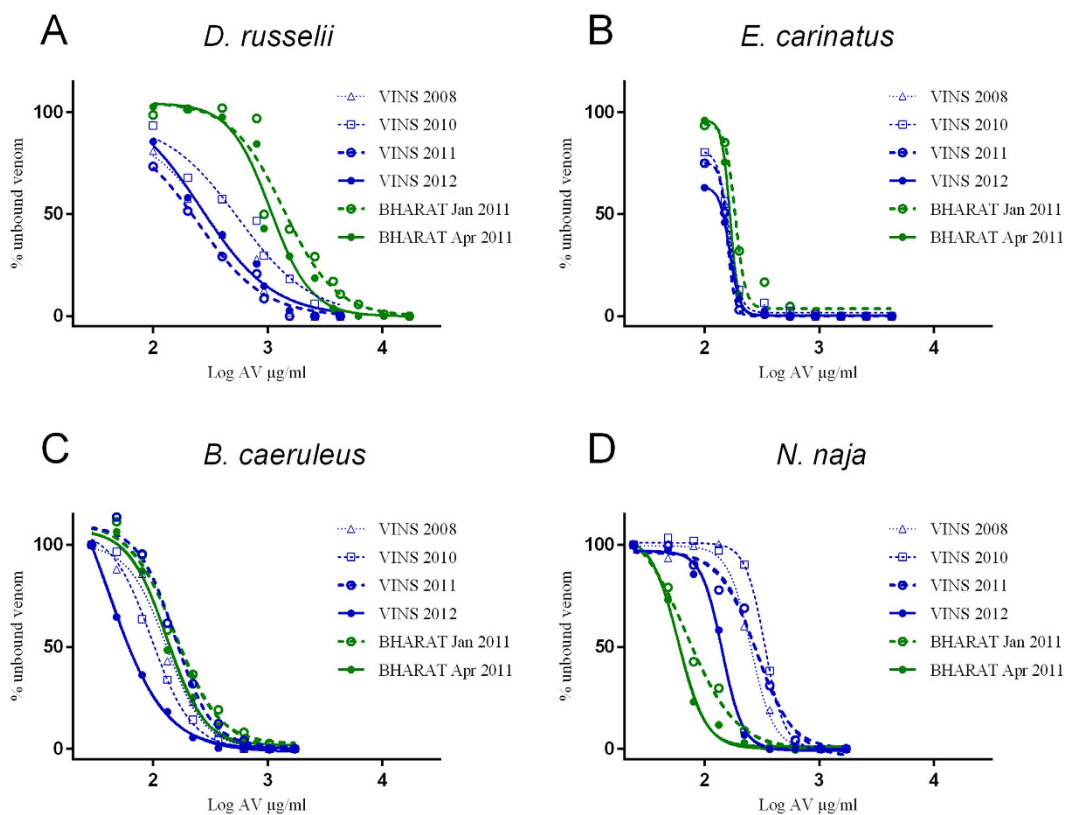 A
D. russelii
100
50
0
% unbound venom
2
3
4
Log AV µg/ml
VINS 2008
VINS 2010
VINS 2011
VINS 2012
BHARAT Jan 2011
BHARAT Apr 2011
B
E. carinatus
100
50
0
% unbound venom
2
3
4
Log AV µg/ml
VINS 2008
VINS 2010
VINS 2011
VINS 2012
BHARAT Jan 2011
BHARAT Apr 2011
C
B. caeruleus
100
50
0
% unbound venom
2
3
4
Log AV µg/ml
VINS 2008
VINS 2010
VINS 2011
VINS 2012
BHARAT Jan 2011
BHARAT Apr 2011
D
N. naja
100
50
0
% unbound venom
2
3
4
Log AV µg/ml
VINS 2008
VINS 2010
VINS 2011
VINS 2012
BHARAT Jan 2011
BHARAT Apr 2011